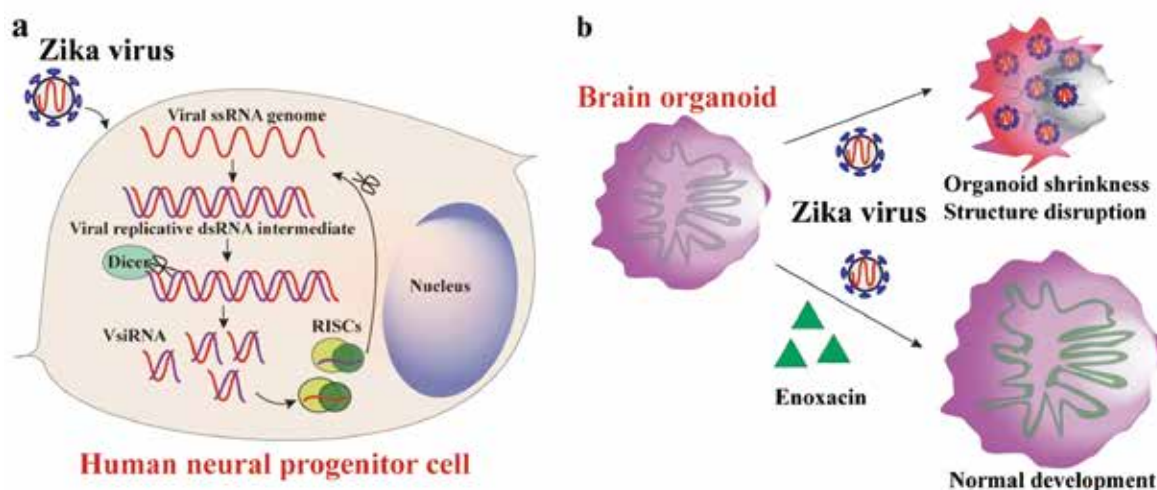 a
Zika virus
Viral ssRNA genome
Viral replicative dsRNA intermediate
Dicer
Nucleus
VsiRNA
RISCs
Human neural progenitor cell
b
Brain organoid
Zika virus
Organoid shrinkness
Structure disruption
Enoxacin
Normal development